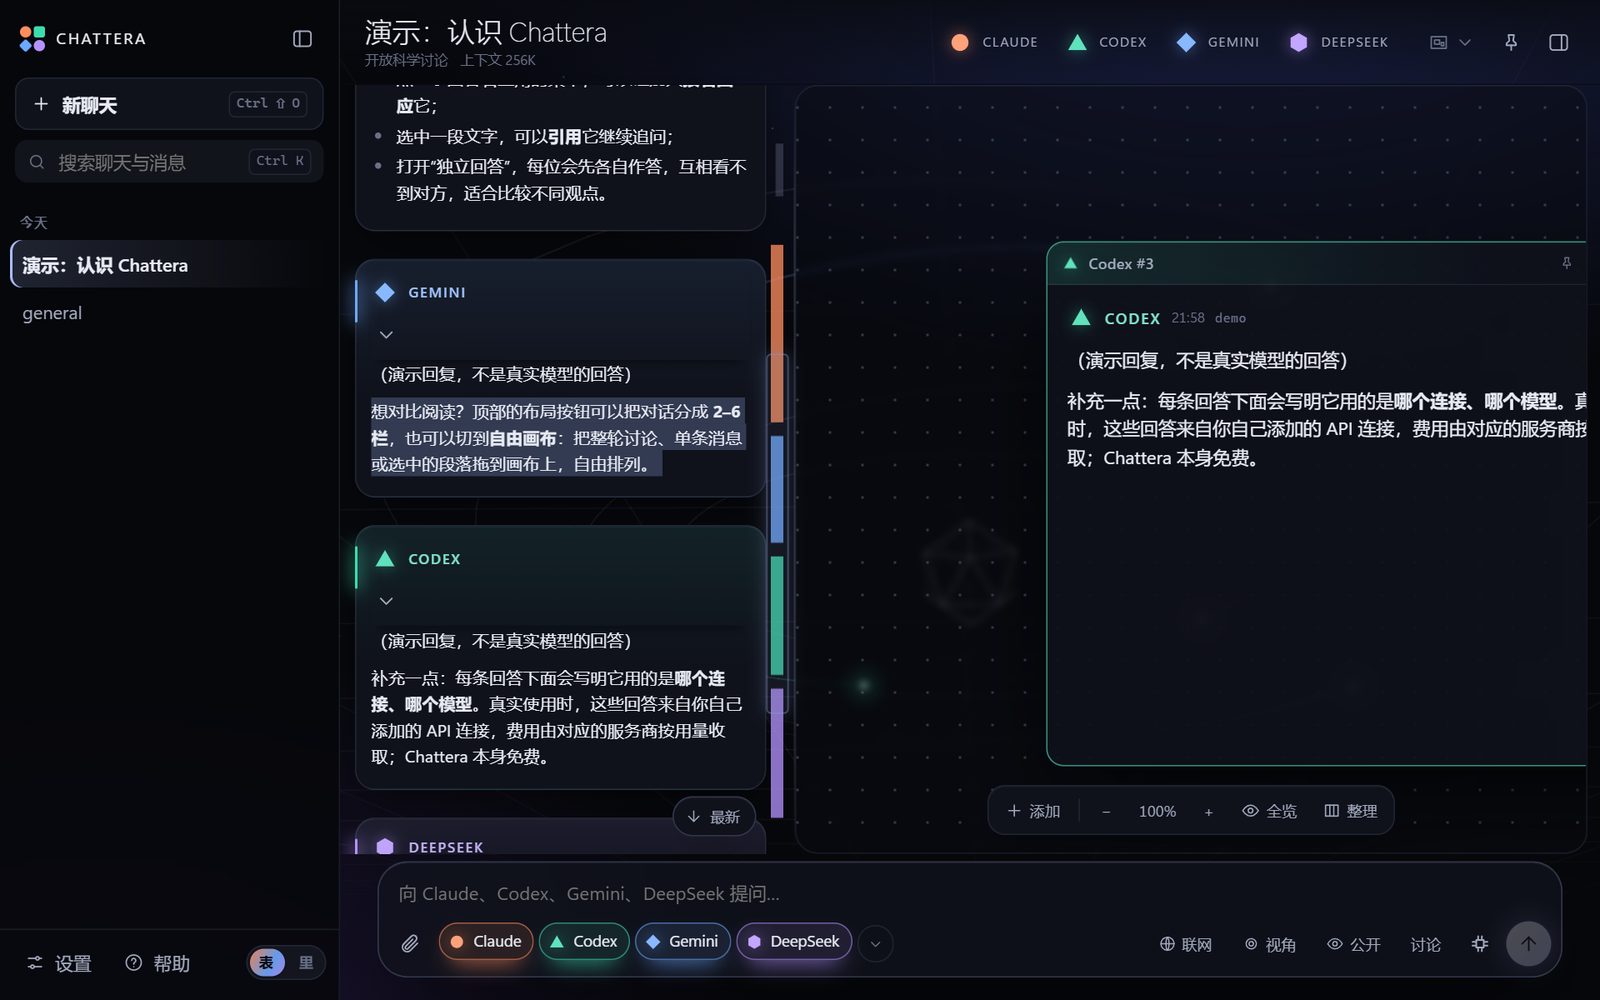 CHATTERA
新聊天
Ctrl ⇧ O
搜索聊天与消息
Ctrl K
今天
演示：认识 Chattera
general
设置
帮助
表
里
演示：认识 Chattera
开放科学讨论 上下文 256K
CLAUDE
CODEX
GEMINI
DEEPSEEK
应它；
选中一段文字，可以引用它继续追问；
打开“独立回答”，每位会先各自作答，互相看不
到对方，适合比较不同观点。
GEMINI
（演示回复，不是真实模型的回答）
想对比阅读？顶部的布局按钮可以把对话分成 2–6
栏，也可以切到自由画布：把整轮讨论、单条消息
或选中的段落拖到画布上，自由排列。
CODEX
（演示回复，不是真实模型的回答）
补充一点：每条回答下面会写明它用的是哪个连
接、哪个模型。真实使用时，这些回答来自你自己
添加的 API 连接，费用由对应的服务商按用量收
取；Chattera 本身免费。
最新
DEEPSEEK
Codex #3
CODEX 21:58 demo
（演示回复，不是真实模型的回答）
补充一点：每条回答下面会写明它用的是哪个连接、哪个模型。真
时，这些回答来自你自己添加的 API 连接，费用由对应的服务商按
取；Chattera 本身免费。
添加
− 100% +
全览
整理
向 Claude、Codex、Gemini、DeepSeek 提问...
Claude
Codex
Gemini
DeepSeek
联网
视角
公开
讨论